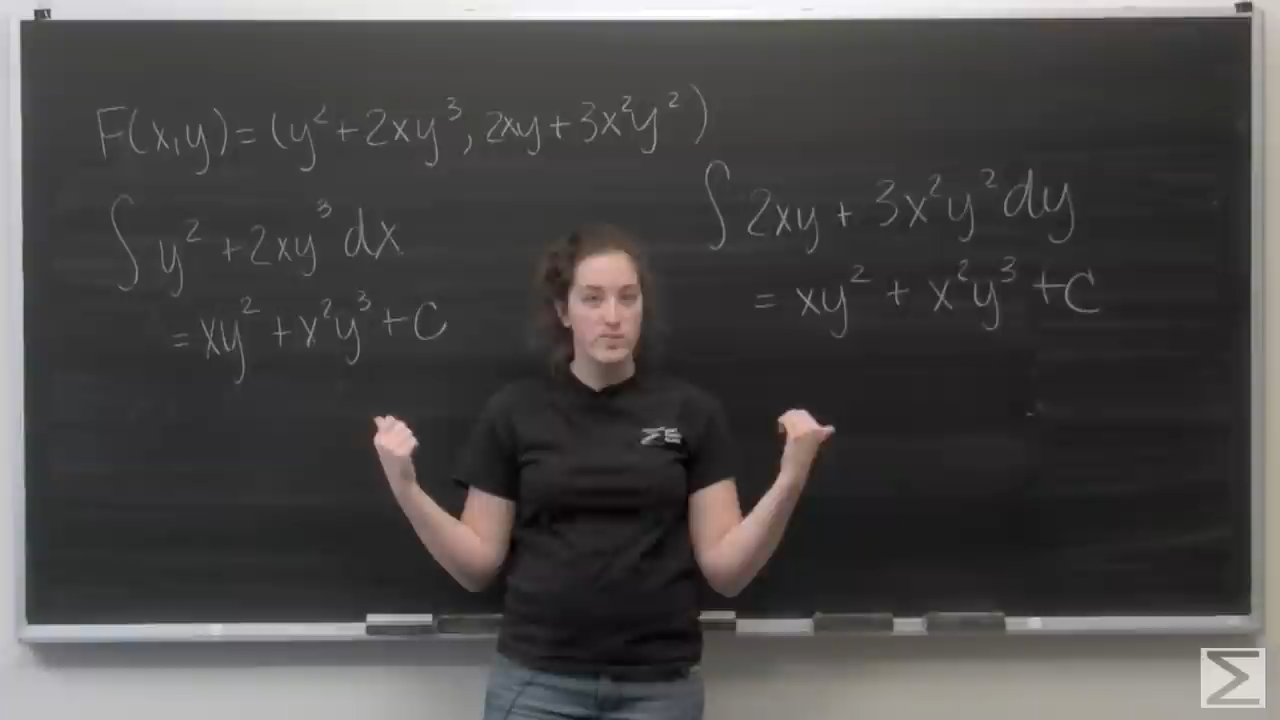 F(x,y) = (y² + 2xy³, 2xy + 3x²y²)
∫ y² + 2xy³ dx
= xy² + x²y³ + C
∫ 2xy + 3x²y² dy
= xy² + x²y³ + C
Σ